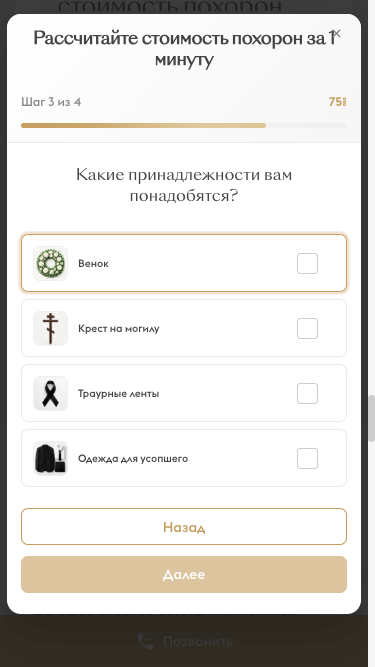 стоимость похорон
Рассчитайте стоимость похорон за 1
минуту
×
Шаг 3 из 4
75%
Какие принадлежности вам
понадобятся?
Венок
Крест на могилу
Траурные ленты
Одежда для усопшего
Назад
Далее
Позвонить